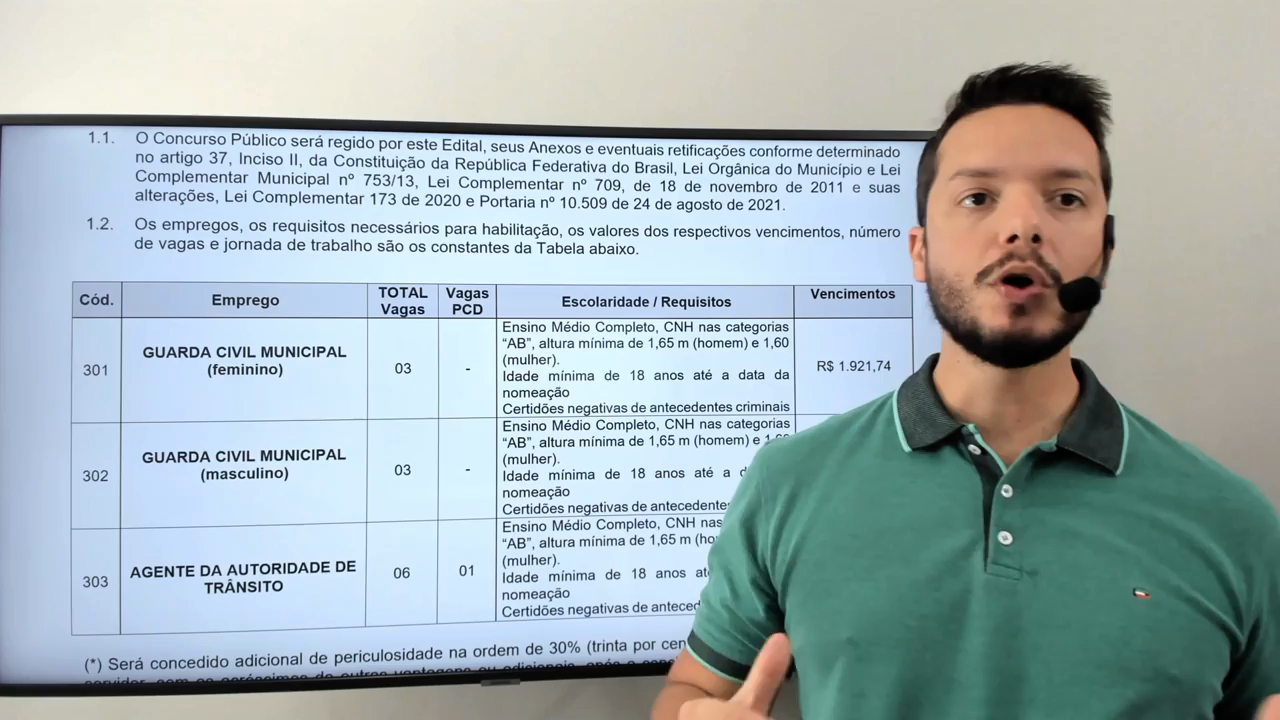 1.1. O Concurso Público será regido por este Edital, seus Anexos e eventuais retificações conforme determinado
no artigo 37, Inciso II, da Constituição da República Federativa do Brasil, Lei Orgânica do Município e Lei
Complementar Municipal nº 753/13, Lei Complementar nº 709, de 18 de novembro de 2011 e suas
alterações, Lei Complementar 173 de 2020 e Portaria nº 10.509 de 24 de agosto de 2021.
1.2. Os empregos, os requisitos necessários para habilitação, os valores dos respectivos vencimentos, número
de vagas e jornada de trabalho são os constantes da Tabela abaixo.
Cód.
Emprego
TOTAL
Vagas
Vagas
PCD
Escolaridade / Requisitos
Vencimentos
301
GUARDA CIVIL MUNICIPAL
(feminino)
03
-
Ensino Médio Completo, CNH nas categorias
“AB”, altura mínima de 1,65 m (homem) e 1,60
(mulher).
Idade mínima de 18 anos até a data da
nomeação
Certidões negativas de antecedentes criminais
R$ 1.921,74
302
GUARDA CIVIL MUNICIPAL
(masculino)
03
-
Ensino Médio Completo, CNH nas categorias
“AB”, altura mínima de 1,65 m (homem) e
(mulher).
Idade mínima de 18 anos até a
nomeação
Certidões negativas de antecedente
303
AGENTE DA AUTORIDADE DE
TRÂNSITO
06
01
Ensino Médio Completo, CNH nas
“AB”, altura mínima de 1,65 m
(mulher).
Idade mínima de 18 anos
nomeação
Certidões negativas de
(*) Será concedido adicional de periculosidade na ordem de 30% (trinta por